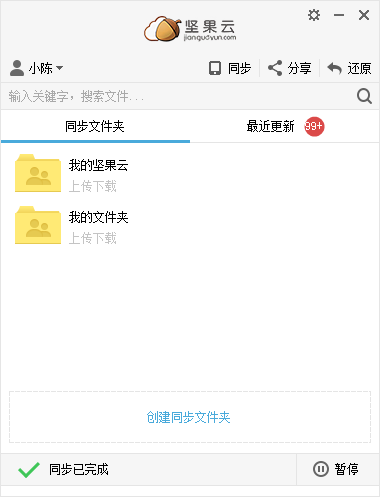 坚果云
jianguoyun.com
小陈 同步 分享 还原
输入关键字，搜索文件...
同步文件夹 最近更新 99+
我的坚果云
上传下载
我的文件夹
上传下载
创建同步文件夹
同步已完成 暂停